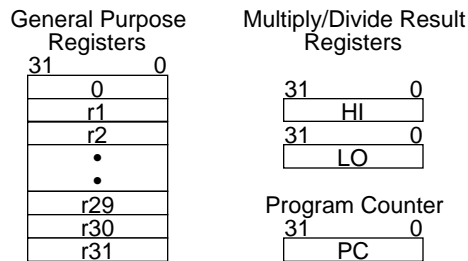 General Purpose
Registers
31 0
0
r1
r2
•
•
r29
r30
r31
Multiply/Divide Result
Registers
31 0
HI
31 0
LO
Program Counter
31 0
PC